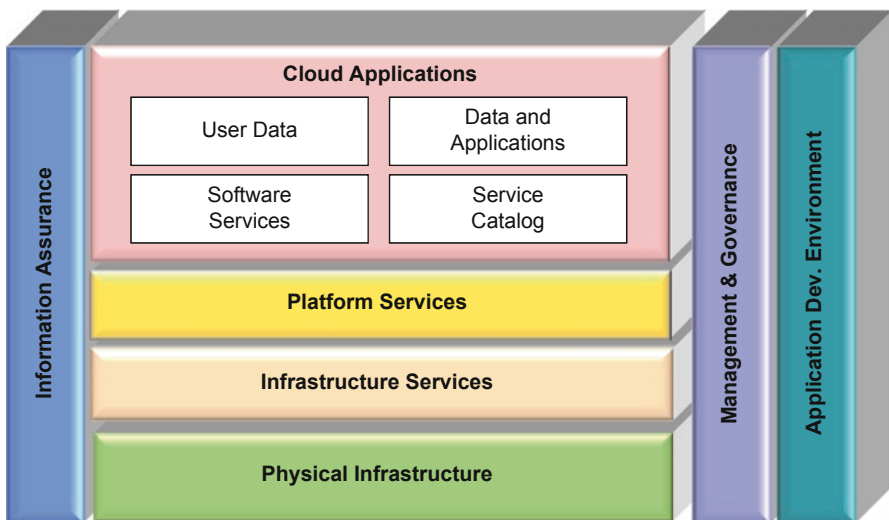 Information Assurance
Cloud Applications
User Data
Data and
Applications
Software
Services
Service
Catalog
Platform Services
Infrastructure Services
Physical Infrastructure
Management & Governance
Application Dev. Environment